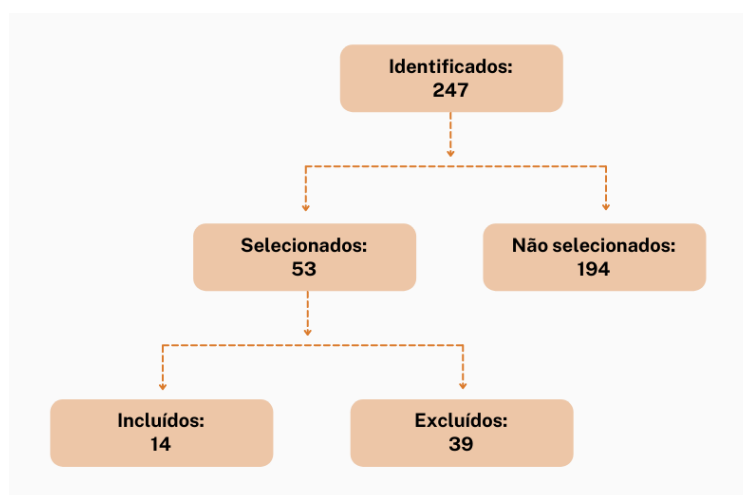 Identificados:
247
Selecionados:
53
Não selecionados:
194
Incluídos:
14
Excluídos:
39